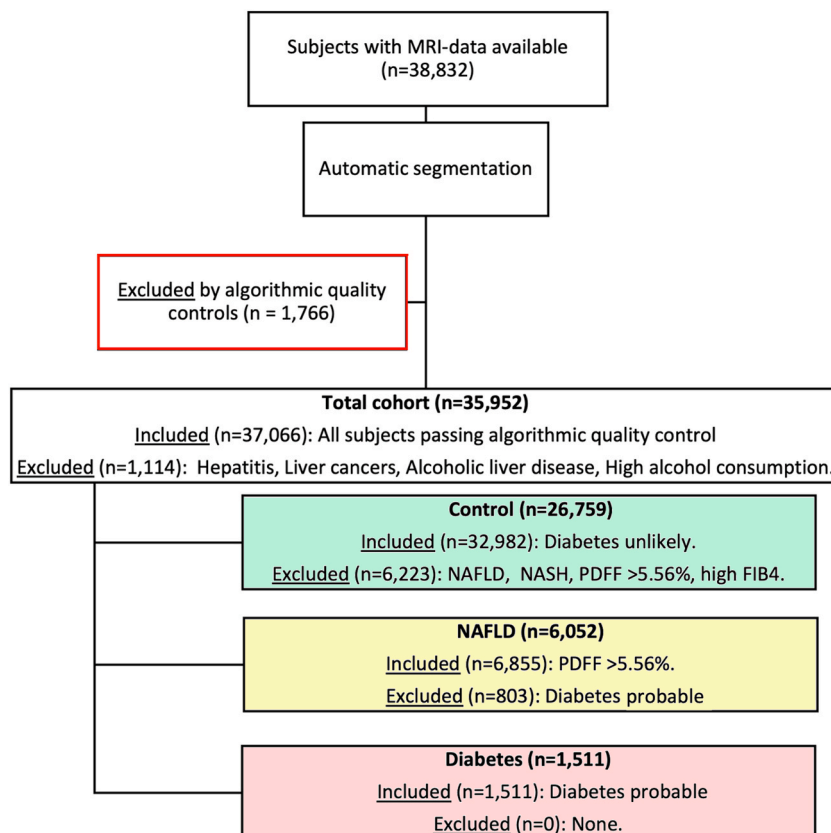 Subjects with MRI-data available
(n=38,832)
Automatic segmentation
Excluded by algorithmic quality
controls (n = 1,766)
Total cohort (n=35,952)
Included (n=37,066): All subjects passing algorithmic quality control
Excluded (n=1,114): Hepatitis, Liver cancers, Alcoholic liver disease, High alcohol consumption.
Control (n=26,759)
Included (n=32,982): Diabetes unlikely.
Excluded (n=6,223): NAFLD, NASH, PDFF >5.56%, high FIB4.
NAFLD (n=6,052)
Included (n=6,855): PDFF >5.56%.
Excluded (n=803): Diabetes probable
Diabetes (n=1,511)
Included (n=1,511): Diabetes probable
Excluded (n=0): None.